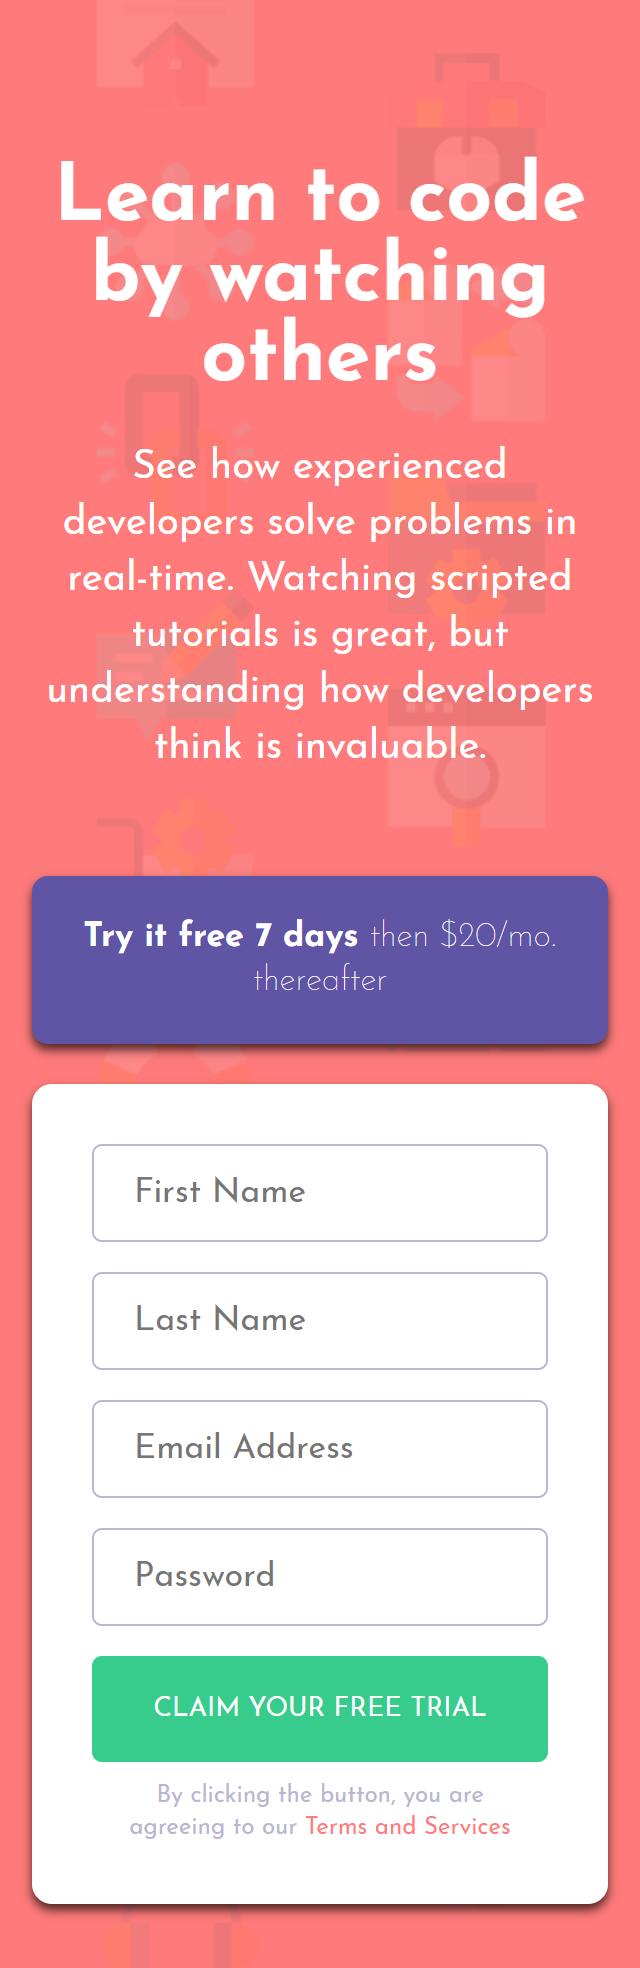 Learn to code
by watching
others
See how experienced
developers solve problems in
real-time. Watching scripted
tutorials is great, but
understanding how developers
think is invaluable.
Try it free 7 days then $20/mo.
thereafter
First Name
Last Name
Email Address
Password
CLAIM YOUR FREE TRIAL
By clicking the button, you are
agreeing to our Terms and Services